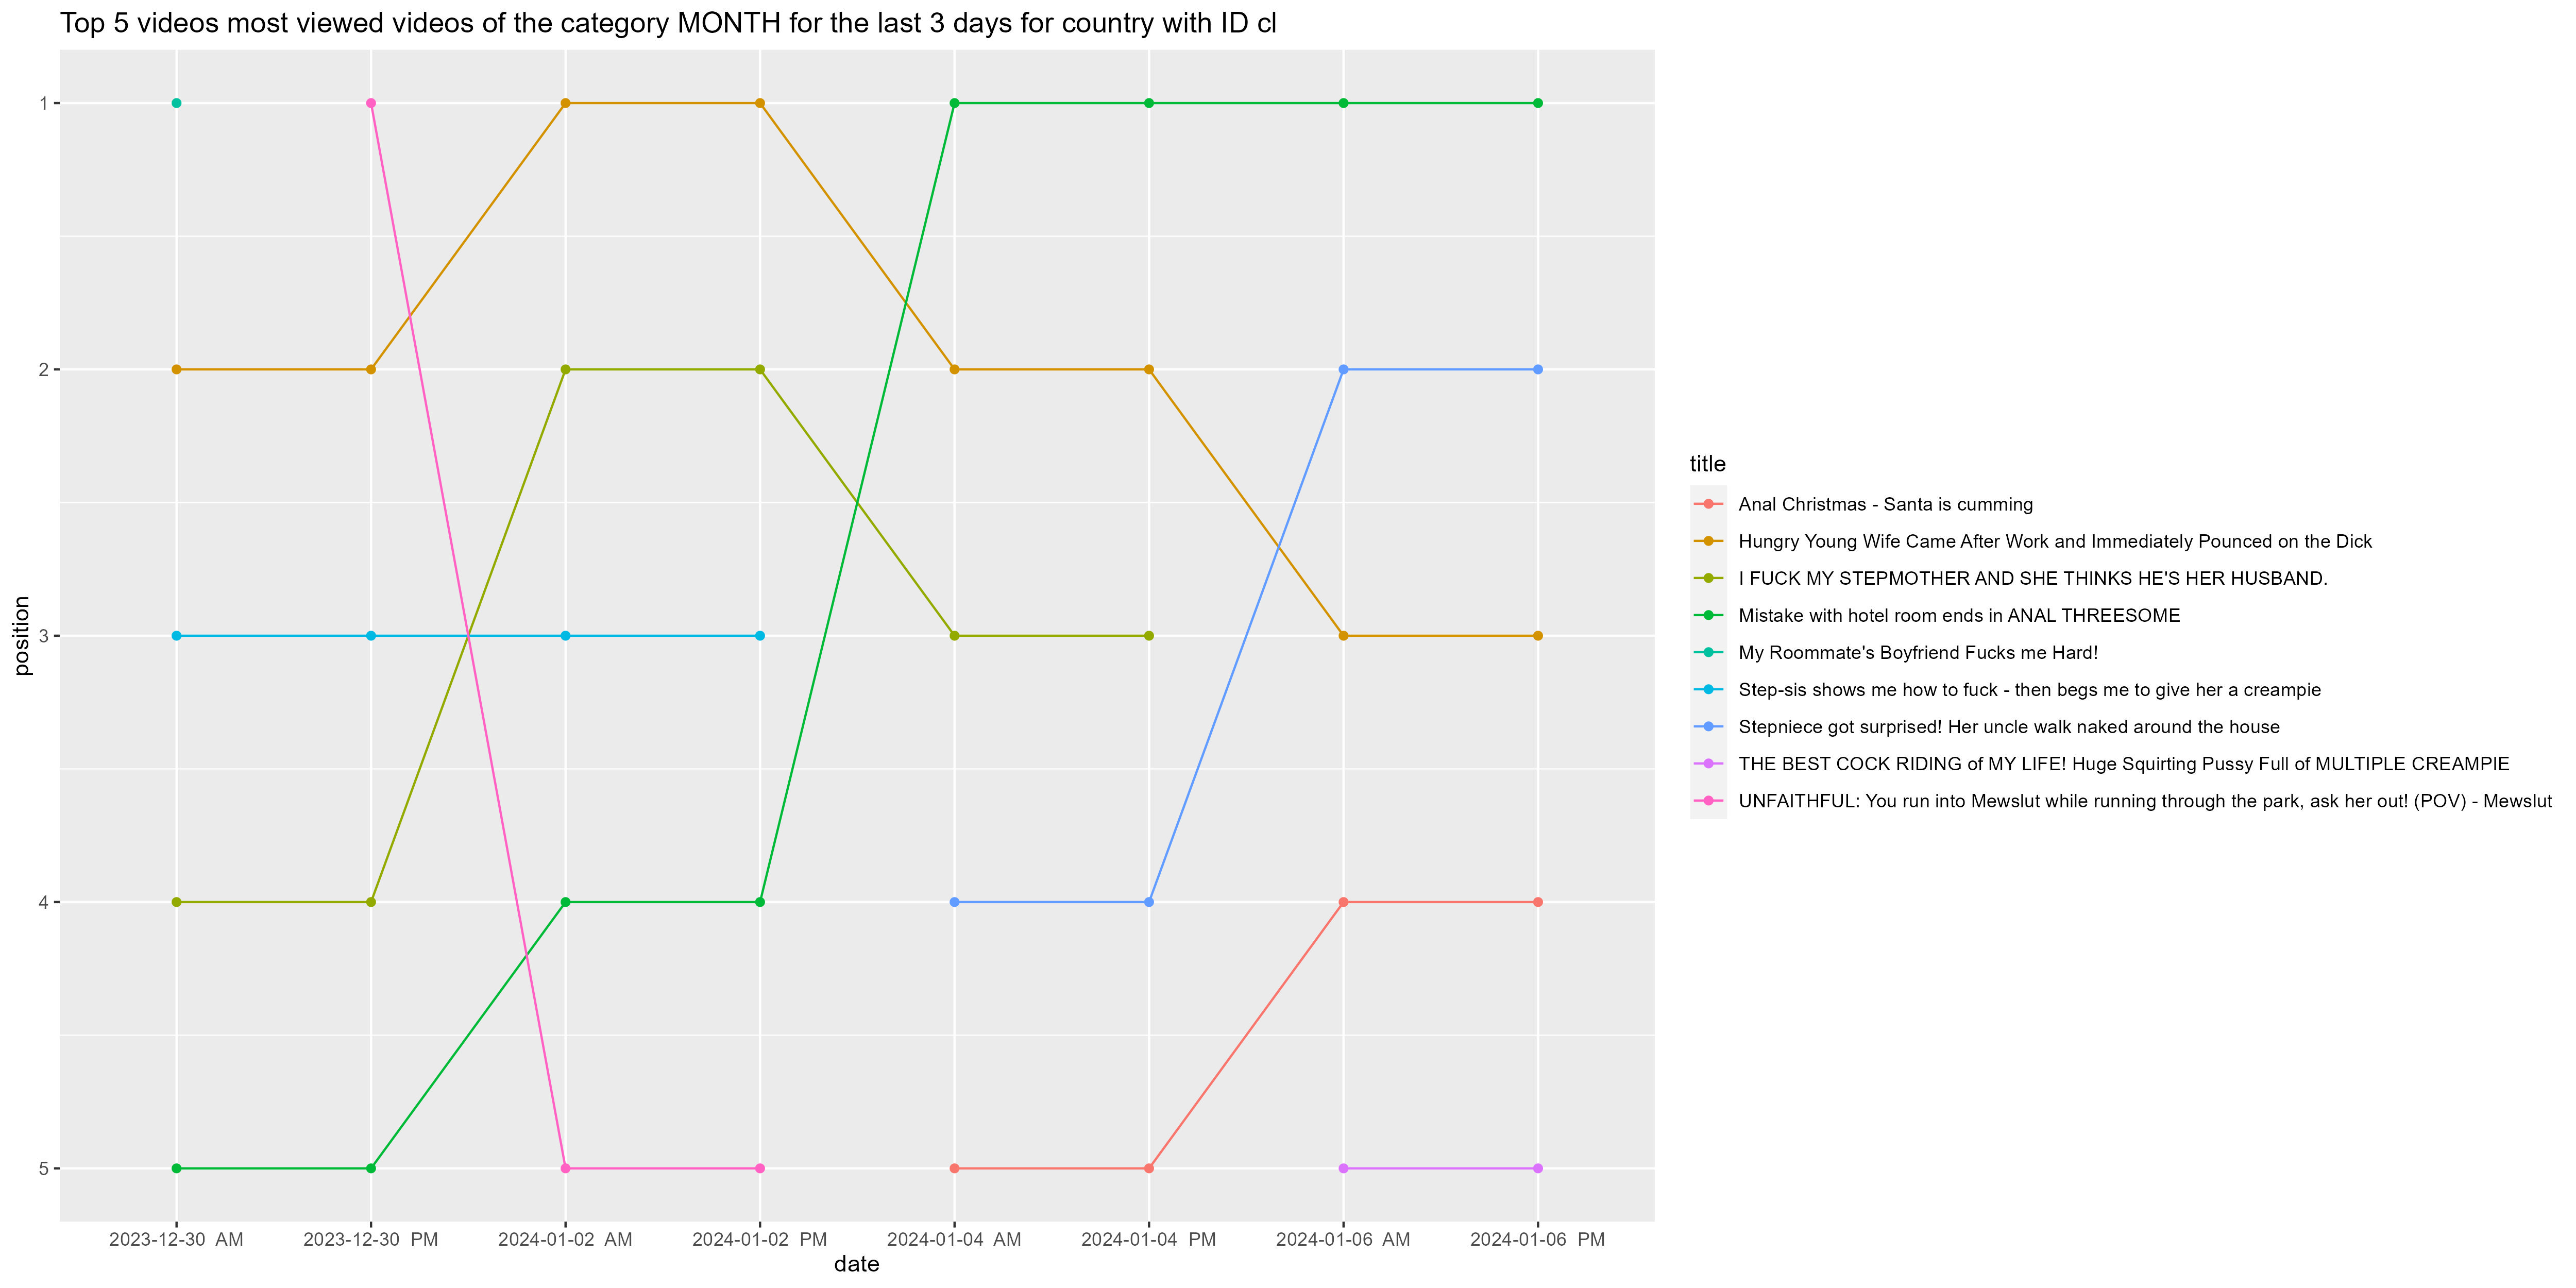 Top 5 videos most viewed videos of the category MONTH for the last 3 days for country with ID cl
position
1
2
3
4
5
2023-12-30 AM
2023-12-30 PM
2024-01-02 AM
2024-01-02 PM
2024-01-04 AM
2024-01-04 PM
2024-01-06 AM
2024-01-06 PM
date
title
Anal Christmas - Santa is cumming
Hungry Young Wife Came After Work and Immediately Pounced on the Dick
I FUCK MY STEPMOTHER AND SHE THINKS HE'S HER HUSBAND.
Mistake with hotel room ends in ANAL THREESOME
My Roommate's Boyfriend Fucks me Hard!
Step-sis shows me how to fuck - then begs me to give her a creampie
Stepniece got surprised! Her uncle walk naked around the house
THE BEST COCK RIDING of MY LIFE! Huge Squirting Pussy Full of MULTIPLE CREAMPIE
UNFAITHFUL: You run into Mewslut while running through the park, ask her out! (POV) - Mewslut